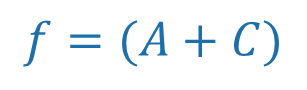 f = (A + C)